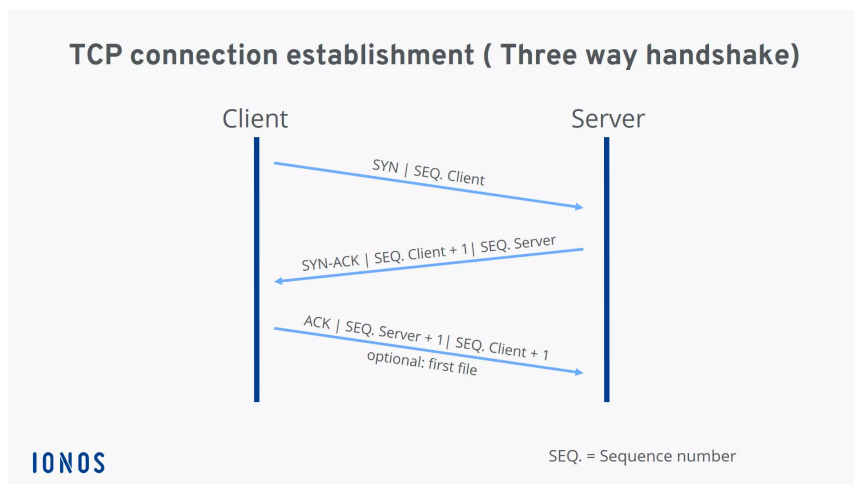 TCP connection establishment ( Three way handshake)
Client
Server
SYN | SEQ. Client
SYN-ACK | SEQ. Client + 1| SEQ. Server
ACK | SEQ. Server + 1| SEQ. Client + 1
optional: first file
IONOS
SEQ. = Sequence number